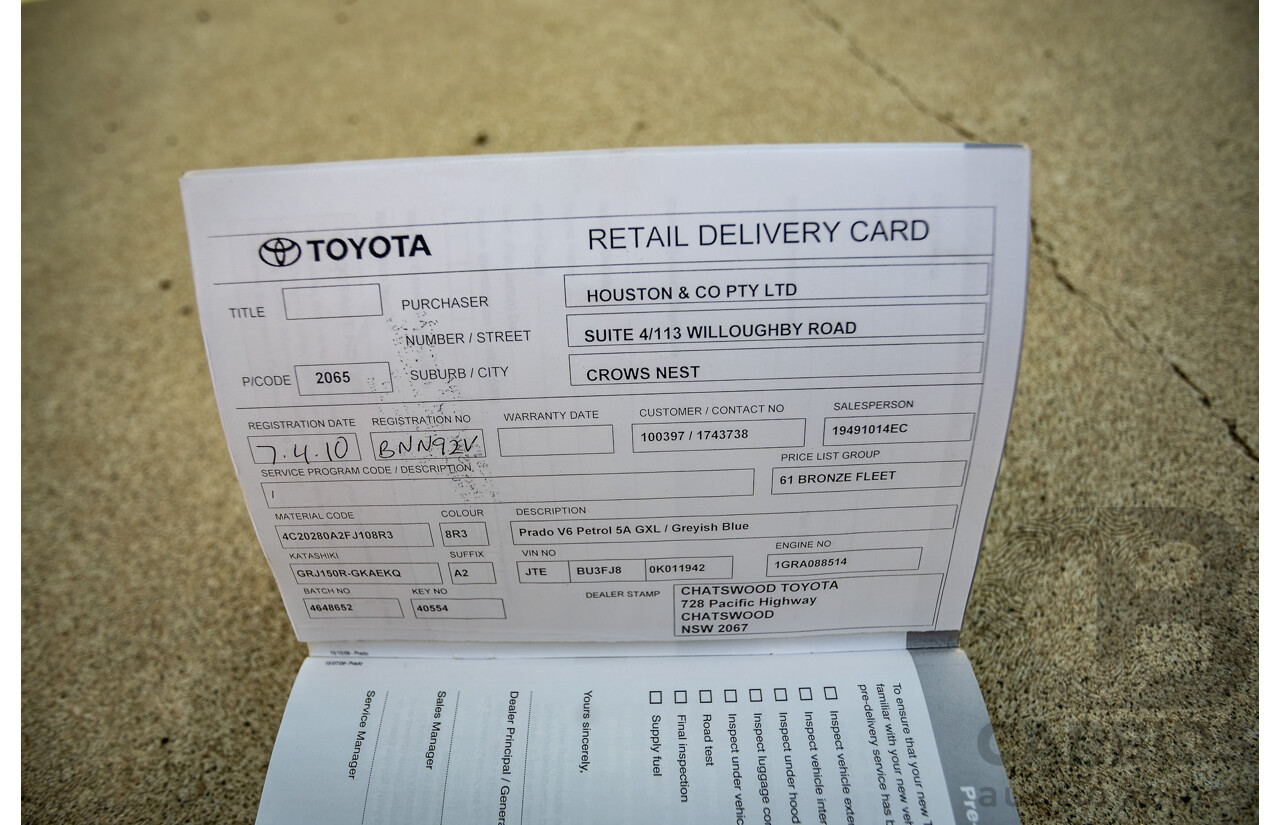 TOYOTA
RETAIL DELIVERY CARD
TITLE
PURCHASER
HOUSTON & CO PTY LTD
NUMBER / STREET
SUITE 4/113 WILLOUGHBY ROAD
P/CODE
2065
SUBURB / CITY
CROWS NEST
REGISTRATION DATE
REGISTRATION NO
WARRANTY DATE
CUSTOMER / CONTACT NO
SALESPERSON
7.4.10
BNN92V
100397 / 1743738
19491014EC
SERVICE PROGRAM CODE / DESCRIPTION,
PRICE LIST GROUP
/
61 BRONZE FLEET
MATERIAL CODE
COLOUR
DESCRIPTION
4C20280A2FJ108R3
8R3
Prado V6 Petrol 5A GXL / Greyish Blue
KATASHIKI
SUFFIX
VIN NO
ENGINE NO
GRJ150R-GKAEKQ
A2
JTE
BU3FJ8
0K011942
1GRA088514
BATCH NO
KEY NO
DEALER STAMP
4648652
40554
CHATSWOOD TOYOTA
728 Pacific Highway
CHATSWOOD
NSW 2067
Pre-
To ensure that your new T
familiar with your new veh
pre-delivery service has b
Inspect vehicle exter
Inspect vehicle inter
Inspect under hood
Inspect luggage co
Inspect under vehic
Road test
Final inspection
Supply fuel
Yours sincerely,
Dealer Principal / Genera
Sales Manager
Service Manager